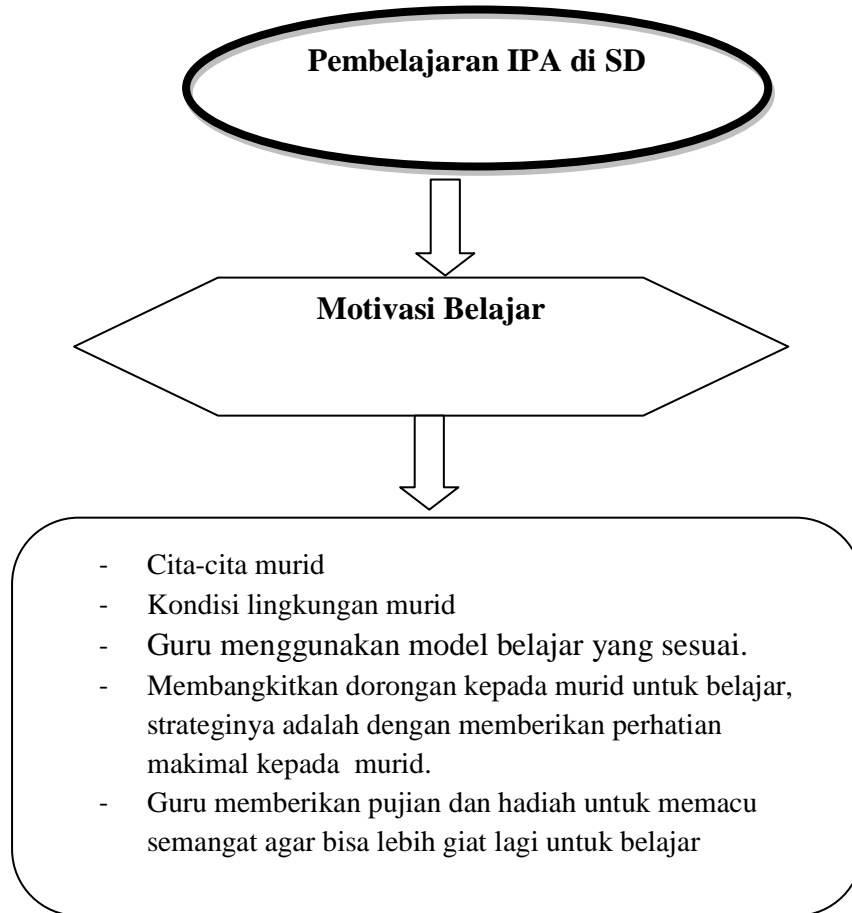 Pembelajaran IPA di SD
Motivasi Belajar
- Cita-cita murid
- Kondisi lingkungan murid
- Guru menggunakan model belajar yang sesuai.
- Membangkitkan dorongan kepada murid untuk belajar,
strateginya adalah dengan memberikan perhatian
makimal kepada  murid.
- Guru memberikan pujian dan hadiah untuk memacu
semangat agar bisa lebih giat lagi untuk belajar